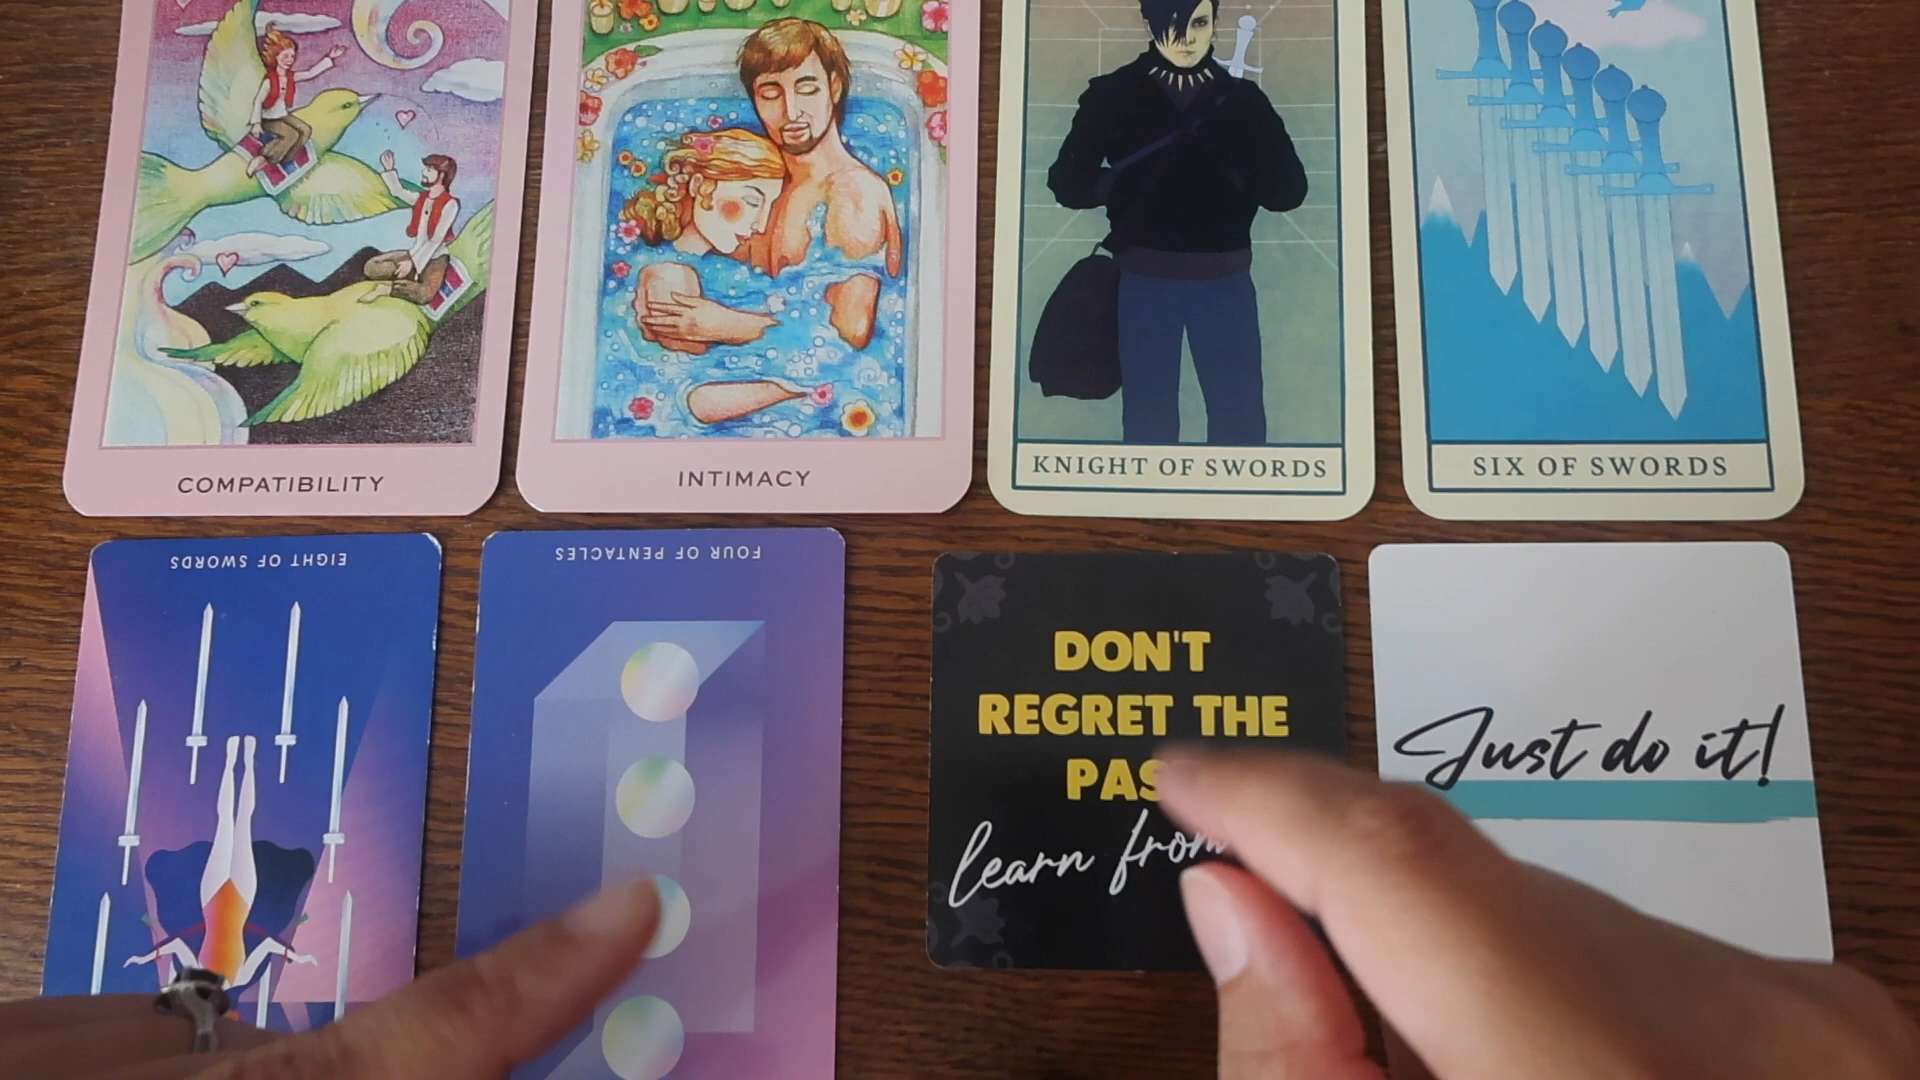 COMPATIBILITY
INTIMACY
KNIGHT OF SWORDS
SIX OF SWORDS
EIGHT OF SWORDS
FOUR OF PENTACLES
DON'T
REGRET THE
PAS
learn from
Just do it!